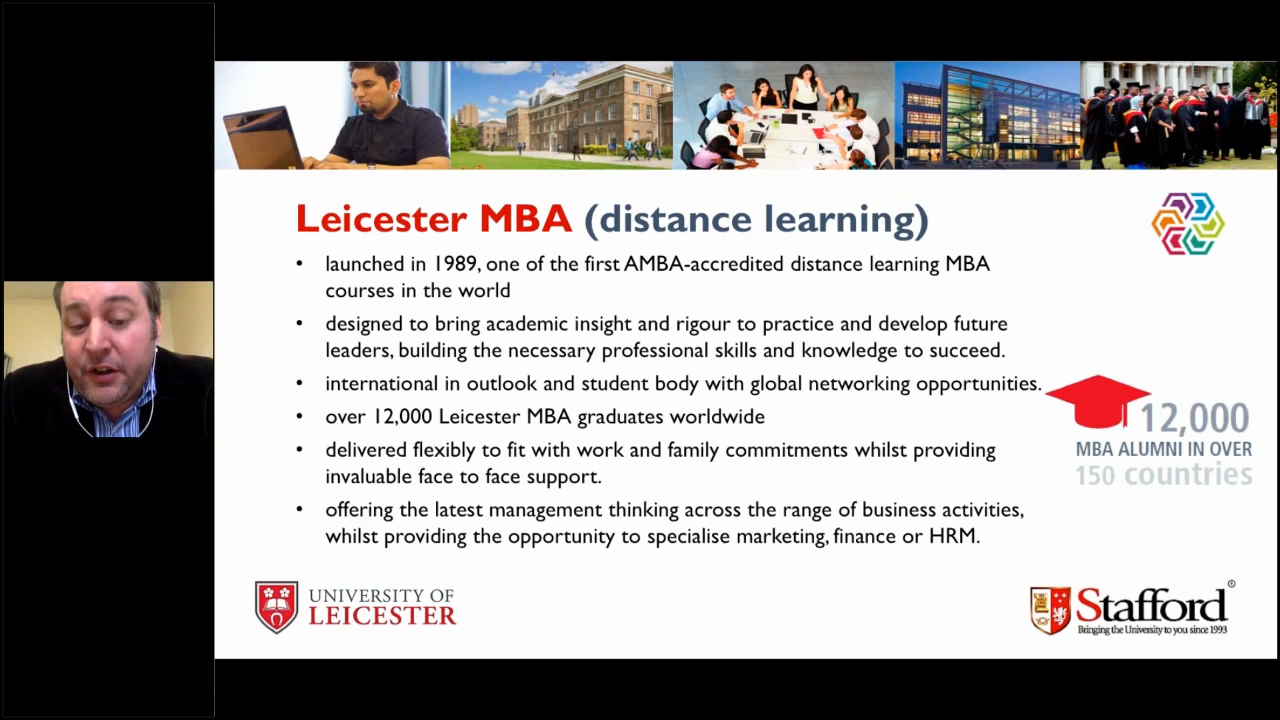 Leicester MBA (distance learning)
• launched in 1989, one of the first AMBA-accredited distance learning MBA
courses in the world
• designed to bring academic insight and rigour to practice and develop future
leaders, building the necessary professional skills and knowledge to succeed.
• international in outlook and student body with global networking opportunities.
• over 12,000 Leicester MBA graduates worldwide
• delivered flexibly to fit with work and family commitments whilst providing
invaluable face to face support.
• offering the latest management thinking across the range of business activities,
whilst providing the opportunity to specialise marketing, finance or HRM.
12,000
MBA ALUMNI IN OVER
150 countries
UNIVERSITY OF
LEICESTER
Stafford®
Bringing the University to you since 1993